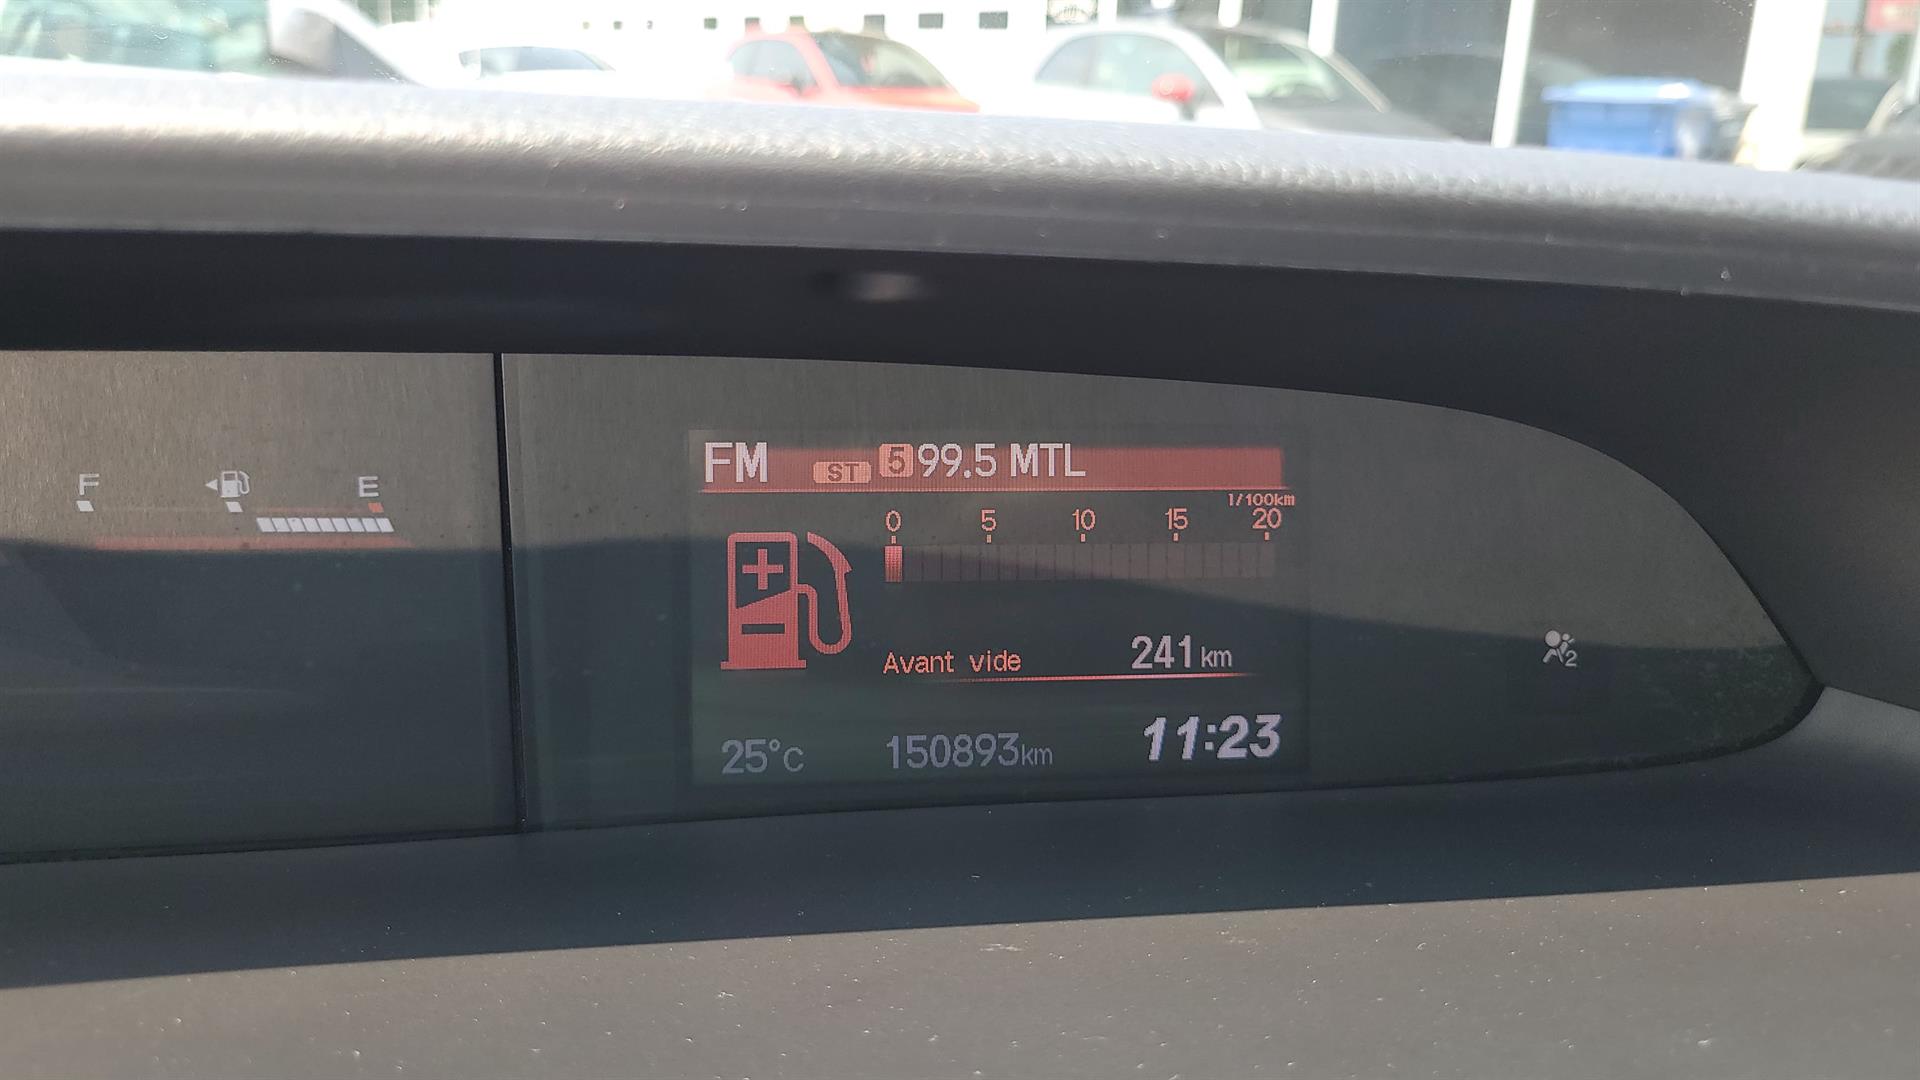 F E
FM ST 5 99.5 MTL
l/100km
0 5 10 15 20
+
-
Avant vide 241 km
2
25°C 150893km 11:23